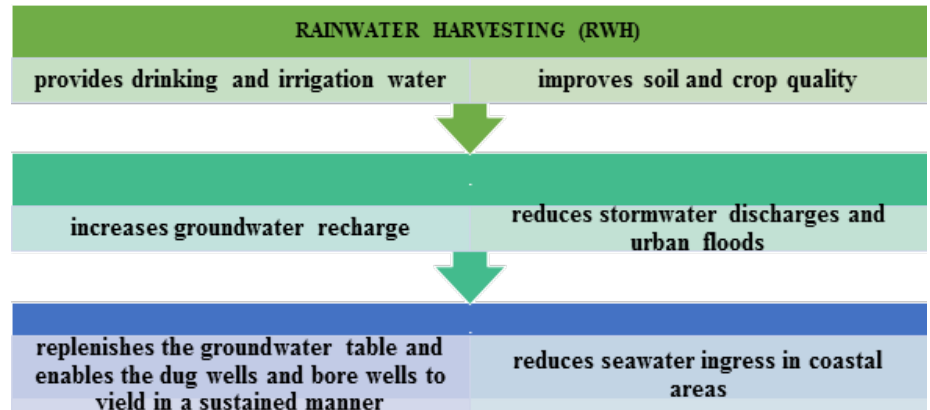 RAINWATER HARVESTING (RWH)
provides drinking and irrigation water
improves soil and crop quality
increases groundwater recharge
reduces stormwater discharges and
urban floods
replenishes the groundwater table and
enables the dug wells and bore wells to
yield in a sustained manner
reduces seawater ingress in coastal
areas